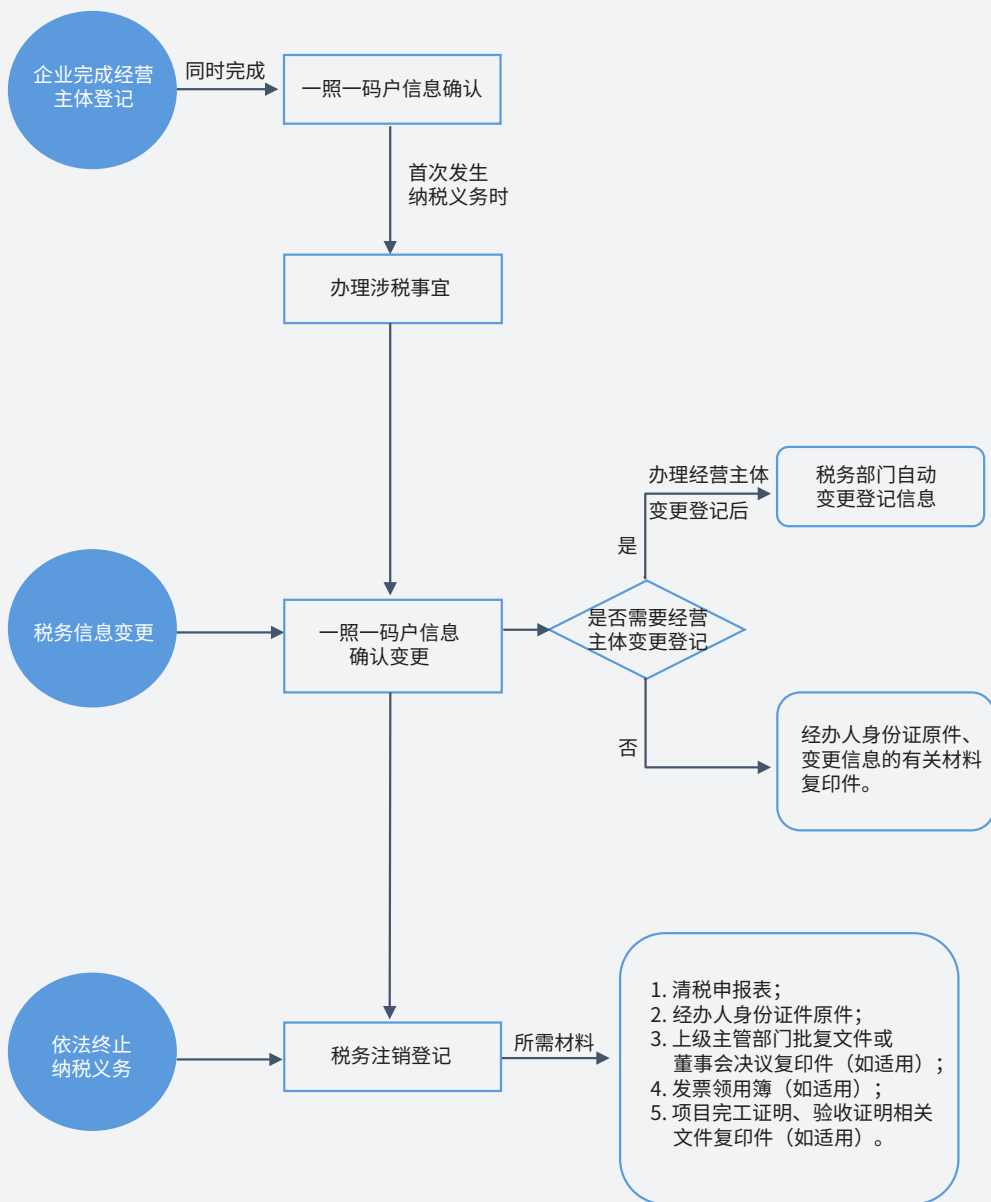 企业完成经营
主体登记
同时完成
一照一码户信息确认
首次发生
纳税义务时
办理涉税事宜
办理经营主体
变更登记后
税务部门自动
变更登记信息
是
税务信息变更
一照一码户信息
确认变更
是否需要经营
主体变更登记
否
经办人身份证原件、
变更信息的有关材料
复印件。
依法终止
纳税义务
税务注销登记
所需材料
1. 清税申报表；
2. 经办人身份证件原件；
3. 上级主管部门批复文件或
董事会决议复印件（如适用）；
4. 发票领用簿（如适用）；
5. 项目完工证明、验收证明相关
文件复印件（如适用）。